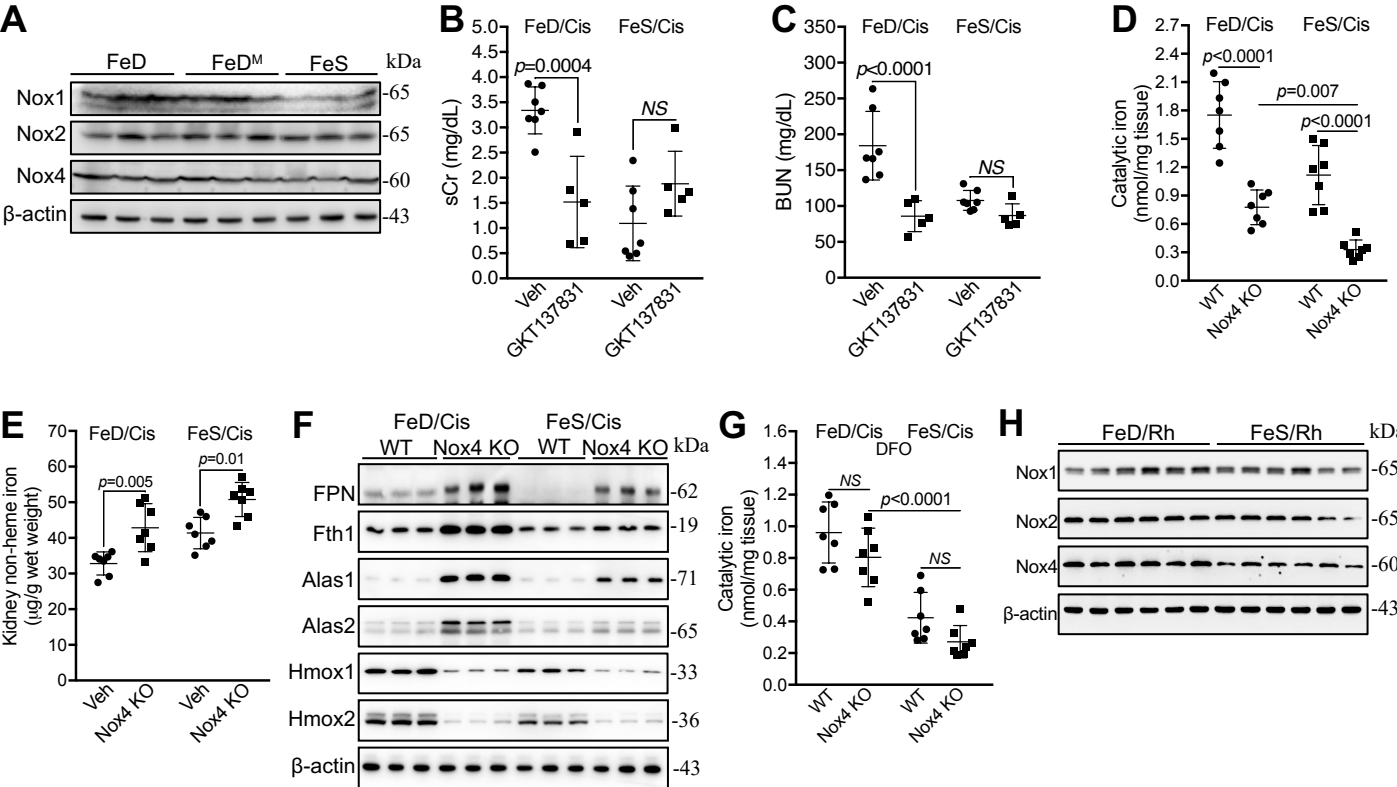 A
FeD FeDᴹ FeS kDa
Nox1 -65
Nox2 -65
Nox4 -60
β-actin -43
B
FeD/Cis FeS/Cis
p=0.0004
NS
sCr (mg/dL)
5.0
4.5
4.0
3.5
3.0
2.5
2.0
1.5
1.0
0.5
0.0
Veh
GKT137831
Veh
GKT137831
C
FeD/Cis FeS/Cis
p<0.0001
NS
BUN (mg/dL)
350
300
250
200
150
100
50
0
Veh
GKT137831
Veh
GKT137831
D
FeD/Cis FeS/Cis
p<0.0001
p=0.007
p<0.0001
Catalytic iron
(nmol/mg tissue)
2.7
2.4
2.1
1.8
1.5
1.2
0.9
0.6
0.3
0.0
WT
Nox4 KO
WT
Nox4 KO
E
FeD/Cis FeS/Cis
p=0.005
p=0.01
Kidney non-heme iron
(µg/g wet weight)
70
60
50
40
30
20
10
0
Veh
Nox4 KO
Veh
Nox4 KO
F
FeD/Cis FeS/Cis
WT Nox4 KO WT Nox4 KO kDa
FPN -62
Fth1 -19
Alas1 -71
Alas2 -65
Hmox1 -33
Hmox2 -36
β-actin -43
G
FeD/Cis FeS/Cis
DFO
NS
p<0.0001
NS
Catalytic iron
(nmol/mg tissue)
1.6
1.4
1.2
1.0
0.8
0.6
0.4
0.2
0.0
WT
Nox4 KO
WT
Nox4 KO
H
FeD/Rh FeS/Rh kDa
Nox1 -65
Nox2 -65
Nox4 -60
β-actin -43